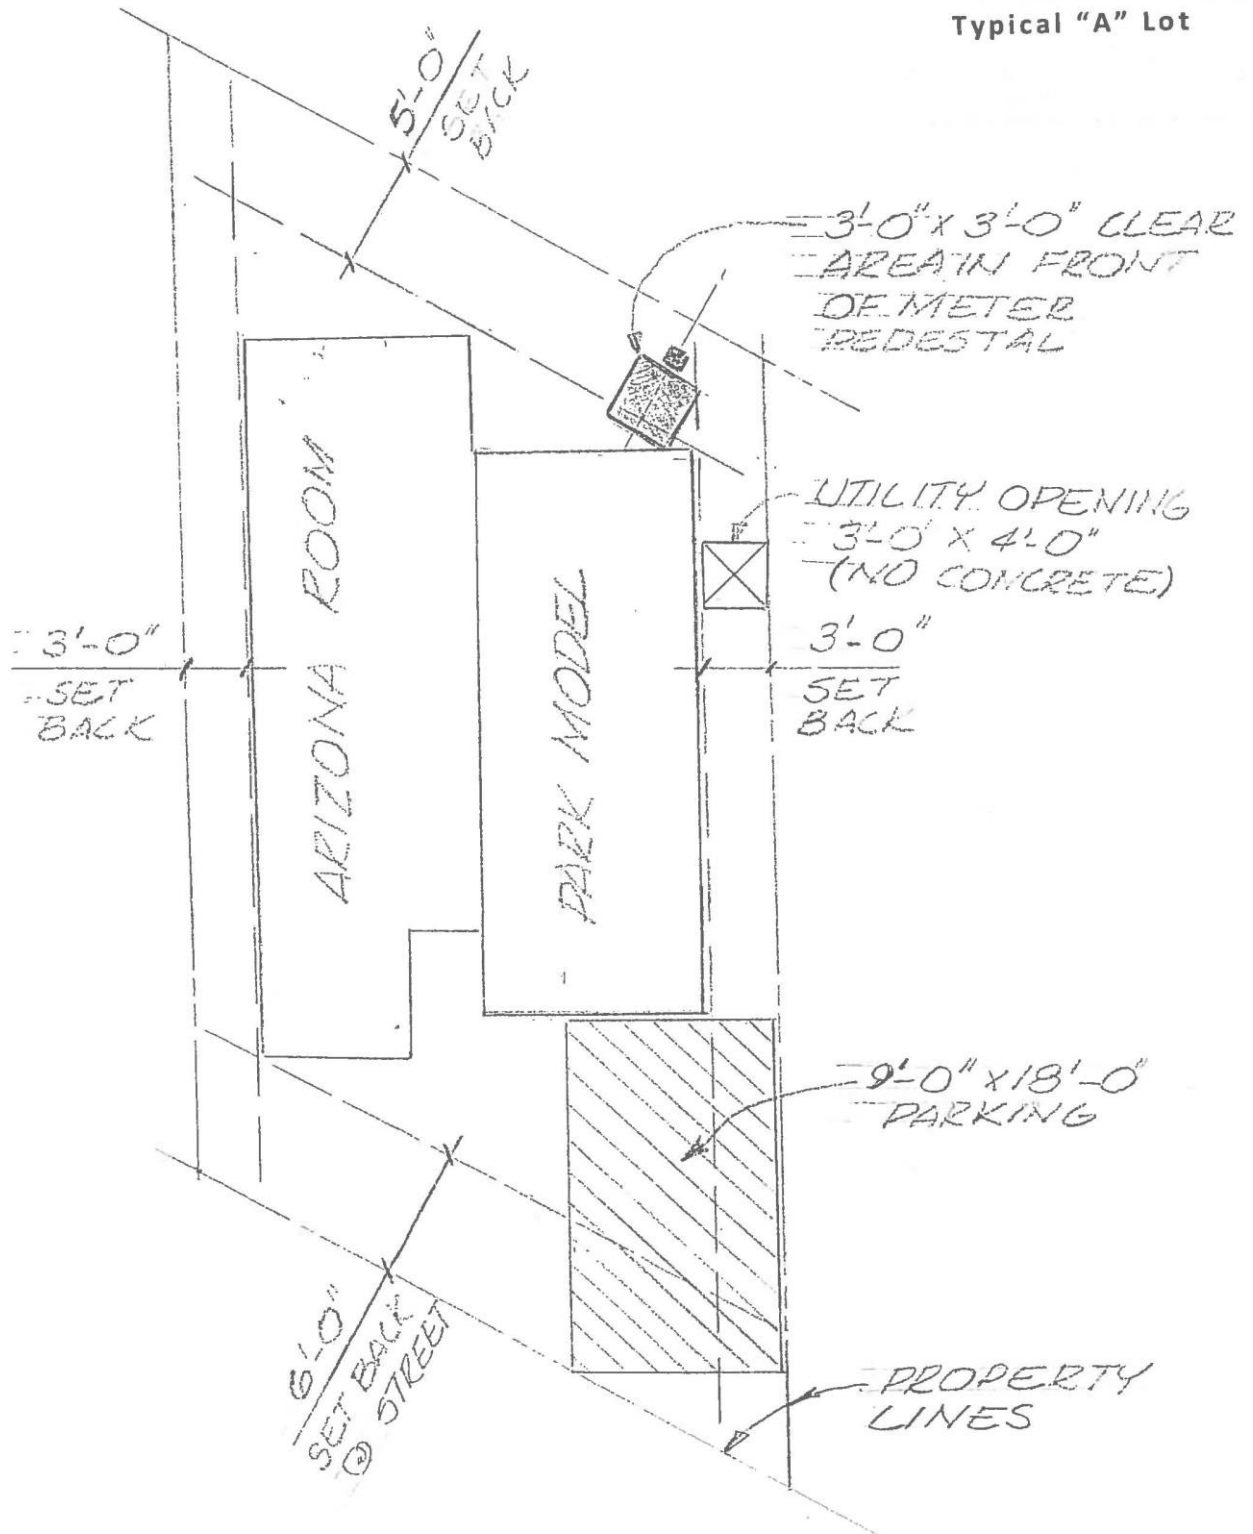 Typical “A” Lot
5'-0"
SET
BACK
3'-0" X 3'-0" CLEAR
AREA IN FRONT
OF METER
PEDESTAL
ARIZONA ROOM
PARK MODEL
UTILITY OPENING
3'-0' X 4'-0"
(NO CONCRETE)
3'-0"
SET
BACK
3'-0"
SET
BACK
9'-0" X 18'-0"
PARKING
6'-0"
SET BACK
@ STREET
PROPERTY
LINES